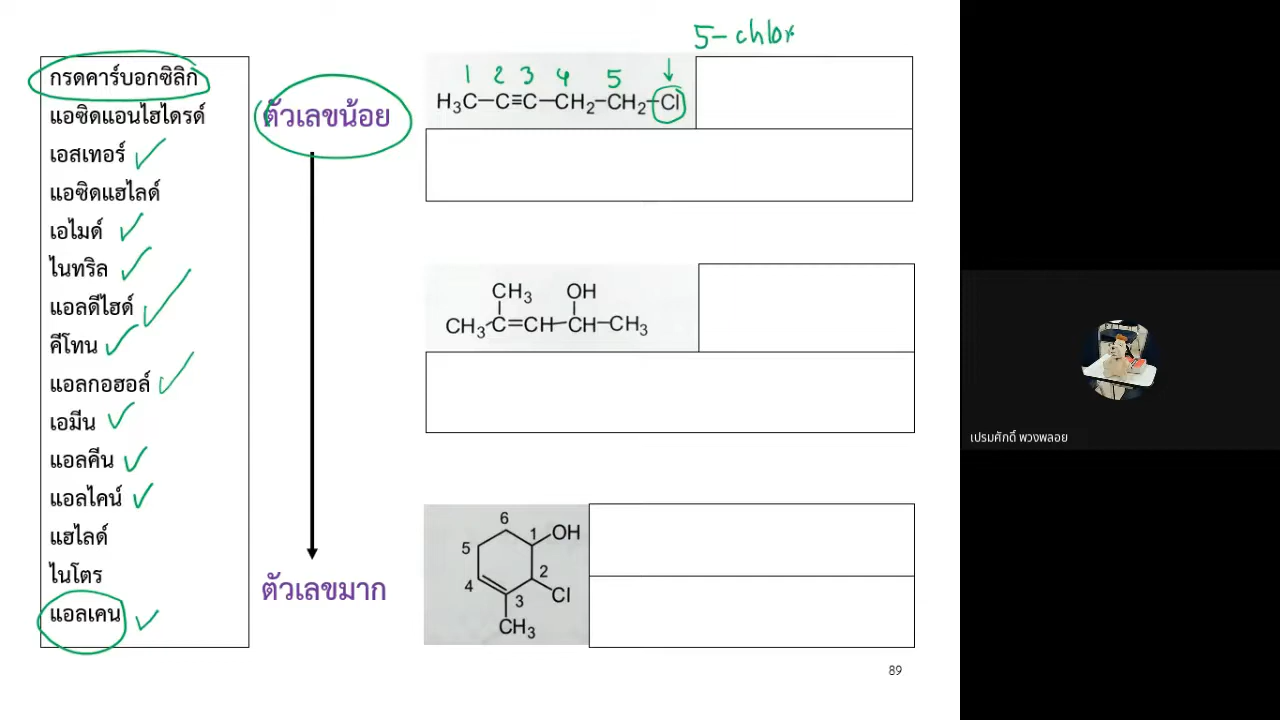 กรดคาร์บอกซิลิก
แอซิดแอนไฮไดรด์
เอสเทอร์
แอซิดแฮไลด์
เอไมด์
ไนทริล
แอลดีไฮด์
คีโทน
แอลกอฮอล์
เอมีน
แอลคีน
แอลไคน์
แฮไลด์
ไนโตร
แอลเคน
ตัวเลขน้อย
ตัวเลขมาก
5-chlor
1 2 3 4 5
H₃C-C≡C-CH₂-CH₂-Cl
CH₃ OH
CH₃-C=CH-CH-CH₃
6
1 OH
5
2
4
3 Cl
CH₃
89
เปรมศักดิ์ พวงพลอย